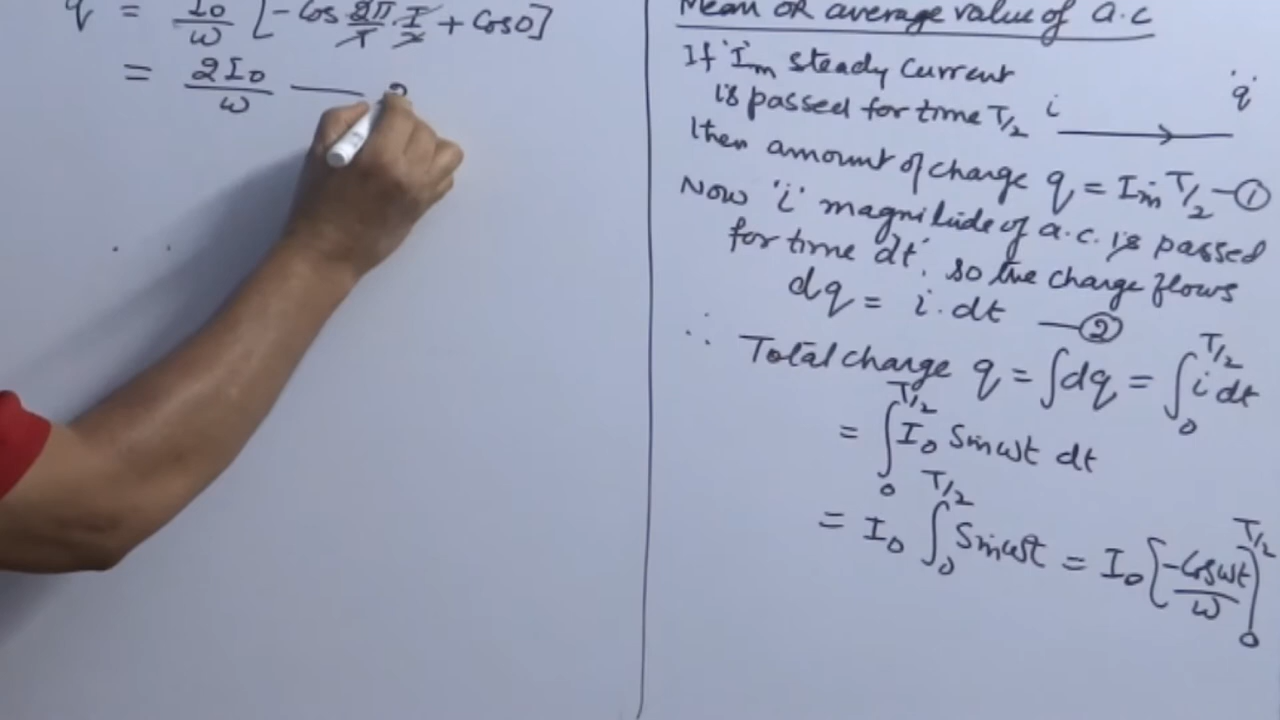 q = I₀/ω [-Cos 2π/T T/2 + Cos0]
= 2I₀/ω —
Mean or average value of a.c
If 'Im' steady current
is passed for time T/2
i
'q'
then amount of charge q = Im T/2 —①
Now 'i' magnitude of a.c. is passed
for time 'dt'. so the charge flows
dq = i.dt —②
∴ Total charge q = ∫dq = ∫₀^T/2 i dt
= ∫₀^T/2 I₀ Sinωt dt
= I₀ ∫₀^T/2 Sinωt = I₀ [-Cosωt/ω]₀^T/2